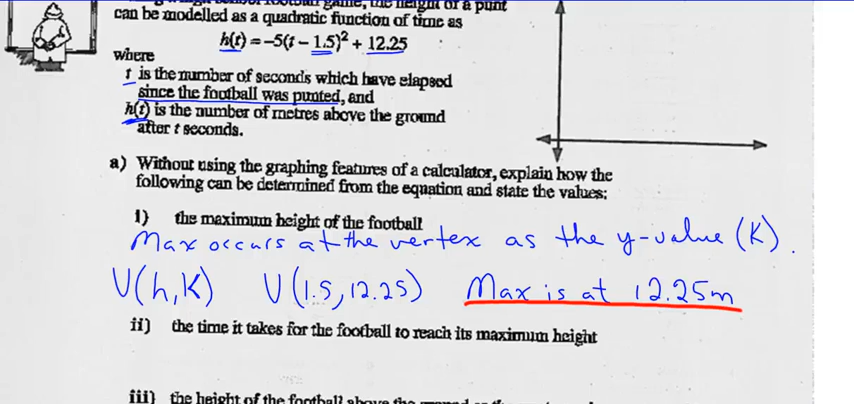 game, the height of a punt
can be modelled as a quadratic function of time as
h(t) = -5(t - 1.5)² + 12.25
where
t is the number of seconds which have elapsed
since the football was punted, and
h(t) is the number of metres above the ground
after t seconds.
a) Without using the graphing features of a calculator, explain how the
following can be determined from the equation and state the values:
i) the maximum height of the football
Max occurs at the vertex as the y-value (K).
V(h,K) V(1.5,12.25) Max is at 12.25m
ii) the time it takes for the football to reach its maximum height
iii) the height of the football above the